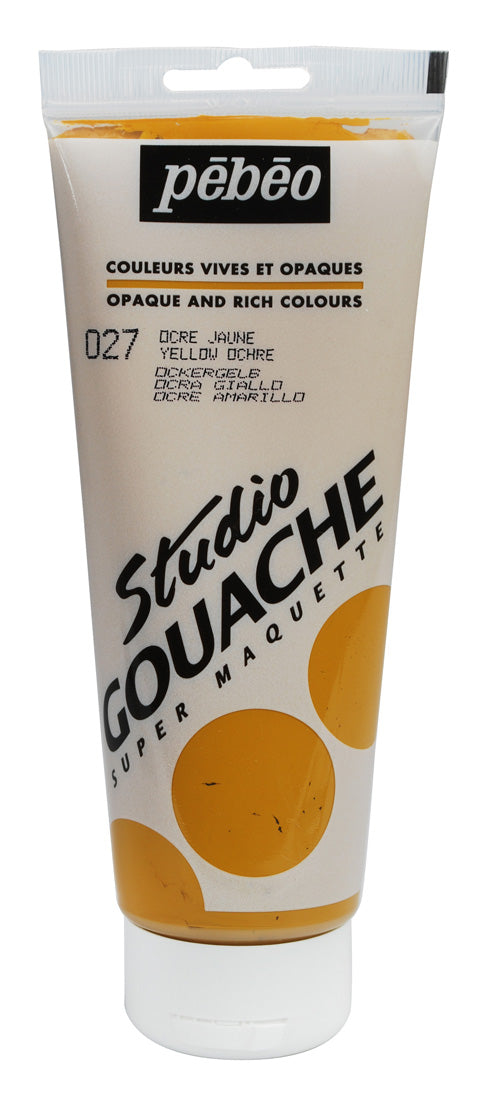 pēbēo
COULEURS VIVES ET OPAQUES
OPAQUE AND RICH COLOURS
027 OCRE JAUNE
YELLOW OCHRE
OCKERGELB
OCRA GIALLO
OCRE AMARILLO
Studio
GOUACHE
SUPER MAQUETTE